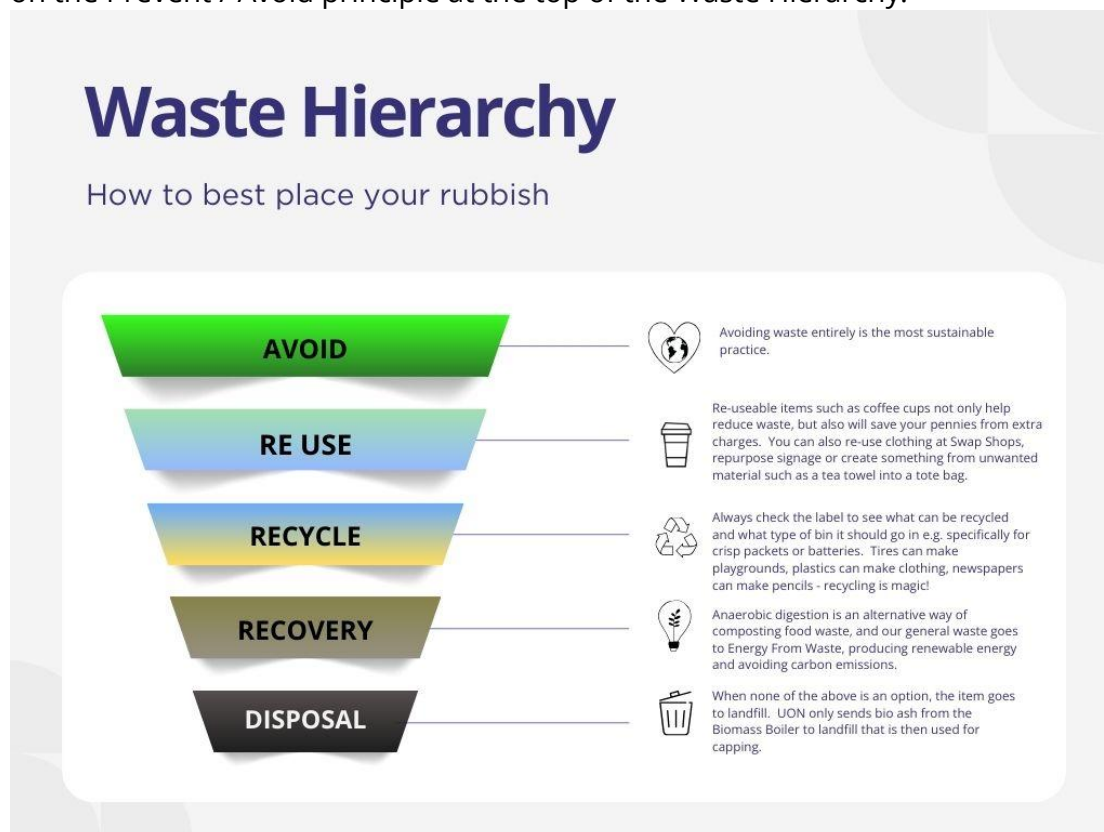 on the Prevent / Avoid principle at the top of the Waste Hierarchy.
Waste Hierarchy
How to best place your rubbish
AVOID
Avoiding waste entirely is the most sustainable
practice.
RE USE
Re-useable items such as coffee cups not only help
reduce waste, but also will save your pennies from extra
charges. You can also re-use clothing at Swap Shops,
repurpose signage or create something from unwanted
material such as a tea towel into a tote bag.
RECYCLE
Always check the label to see what can be recycled
and what type of bin it should go in e.g. specifically for
crisp packets or batteries. Tires can make
playgrounds, plastics can make clothing, newspapers
can make pencils - recycling is magic!
RECOVERY
Anaerobic digestion is an alternative way of
composting food waste, and our general waste goes
to Energy From Waste, producing renewable energy
and avoiding carbon emissions.
DISPOSAL
When none of the above is an option, the item goes
to landfill. UON only sends bio ash from the
Biomass Boiler to landfill that is then used for
capping.